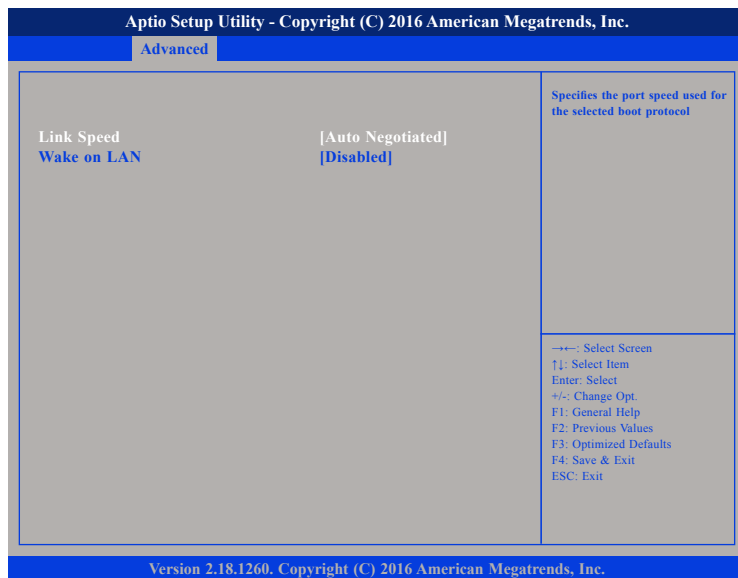 Aptio Setup Utility - Copyright (C) 2016 American Megatrends, Inc.
Advanced
Link Speed [Auto Negotiated]
Wake on LAN [Disabled]
Specifies the port speed used for
the selected boot protocol
→←: Select Screen
↑↓: Select Item
Enter: Select
+/-: Change Opt.
F1: General Help
F2: Previous Values
F3: Optimized Defaults
F4: Save & Exit
ESC: Exit
Version 2.18.1260. Copyright (C) 2016 American Megatrends, Inc.